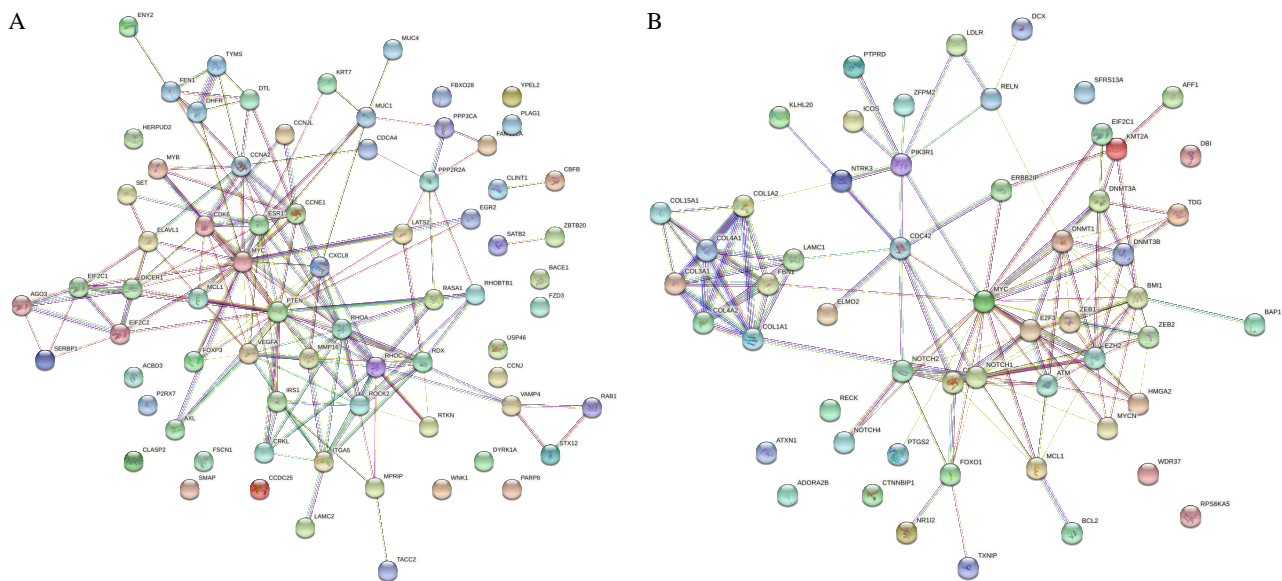 A
ENY2
MUC4
TYMS
FEN1
KRT7
FBXO28
YPEL2
DTL
DHFR
MUC1
PPP3CA
PLAG1
HERPUD2
CCNJL
CDCA4
MYB
CCNA2
PPP2R2A
CLINT1
CBFB
SET
CDK6
ESR1
CCNE1
LATS2
EGR2
ELAVL1
SATB2
ZBTB20
MYC
CXCL8
EIF2C1
DICER1
BACE1
AGO3
MCL1
PTEN
RASA1
RHOBTB1
FZD3
EIF2C2
RHOA
SERBP1
FOXP3
VEGFA
MMP16
RHOC
RDX
USP46
ACBD3
CCNJ
P2RX7
IRS1
ROCK2
VAMP4
RAB1
AXL
RTKN
CRKL
ITGA5
STX12
CLASP2
FSCN1
DYRK1A
SMAP
CCDC25
MPRIP
WNK1
PARP8
LAMC2
TACC2
B
DCX
LDLR
PTPRD
ZFPM2
RELN
SFRS13A
AFF1
ICOS
KLHL20
EIF2C1
KMT2A
PIK3R1
DBI
NTRK3
ERBB2IP
COL1A2
DNMT3A
COL15A1
TDG
DNMT1
COL4A1
LAMC1
CDC42
DNMT3B
COL3A1
FBN1
BMI1
MYC
ELMO2
COL4A2
COL1A1
E2F3
ZEB1
ZEB2
BAP1
EZH2
NOTCH2
NOTCH1
ATM
HMGA2
RECK
MYCN
NOTCH4
PTGS2
ATXN1
FOXO1
MCL1
WDR37
ADORA2B
CTNNBIP1
RPS6KA5
NR1I2
BCL2
TXNIP